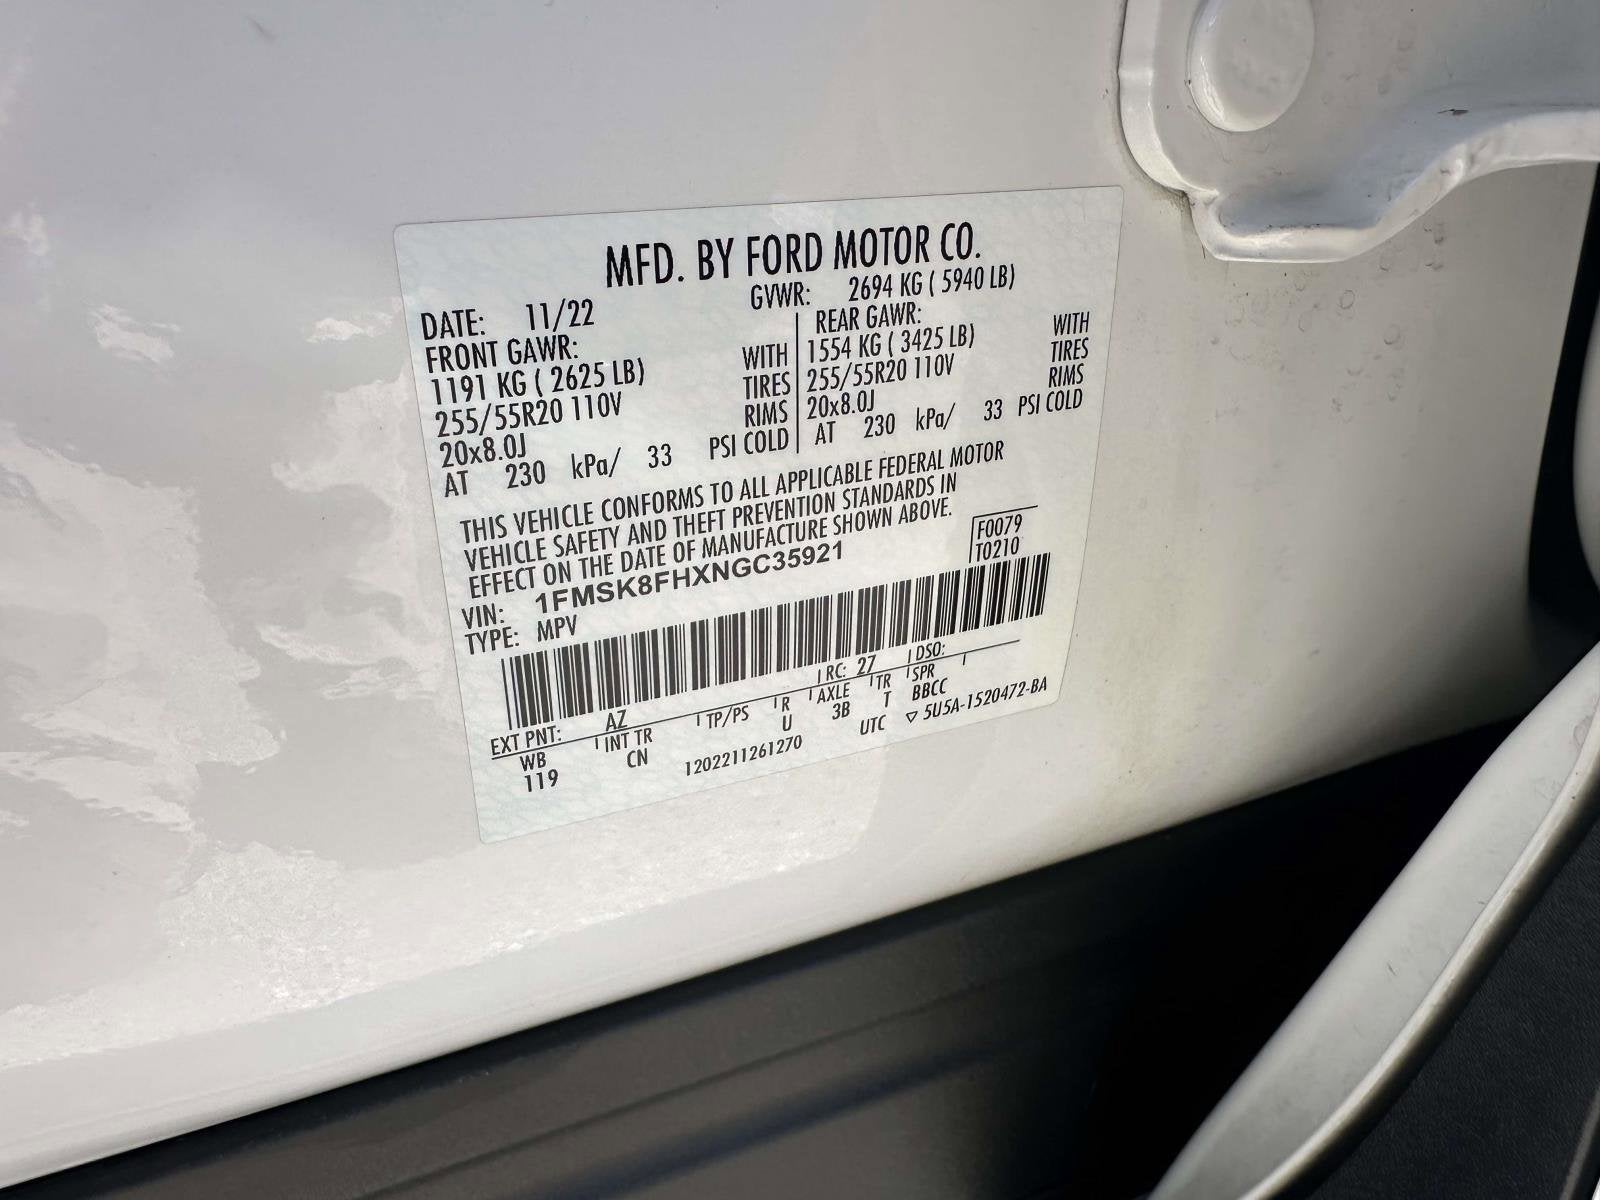 MFD. BY FORD MOTOR CO.
DATE: 11/22 GVWR: 2694 KG ( 5940 LB)
FRONT GAWR: REAR GAWR:
1191 KG ( 2625 LB) WITH 1554 KG ( 3425 LB) WITH
255/55R20 110V TIRES 255/55R20 110V TIRES
20x8.0J RIMS 20x8.0J RIMS
AT 230 kPa/ 33 PSI COLD AT 230 kPa/ 33 PSI COLD
THIS VEHICLE CONFORMS TO ALL APPLICABLE FEDERAL MOTOR
VEHICLE SAFETY AND THEFT PREVENTION STANDARDS IN
EFFECT ON THE DATE OF MANUFACTURE SHOWN ABOVE.
F0079
VIN: 1FMSK8FHXNGC35921 T0210
TYPE: MPV
EXT PNT: AZ RC: 27 DSO:
WB INT TR TP/PS R AXLE TR SPR
119 CN U 3B T BBCC
1202211261270 UTC ▽ 5U5A-1520472-BA